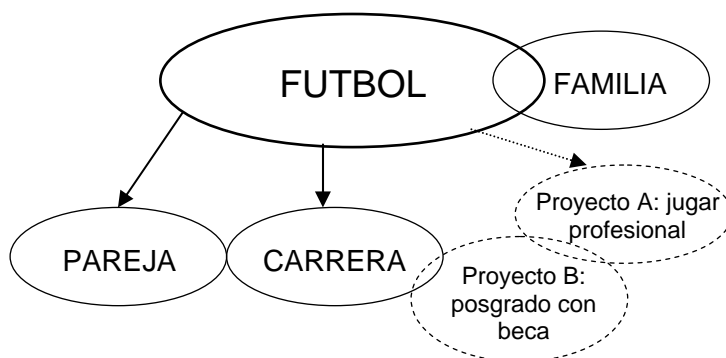 FUTBOL
FAMILIA
PAREJA
CARRERA
Proyecto A: jugar
profesional
Proyecto B:
posgrado con
beca